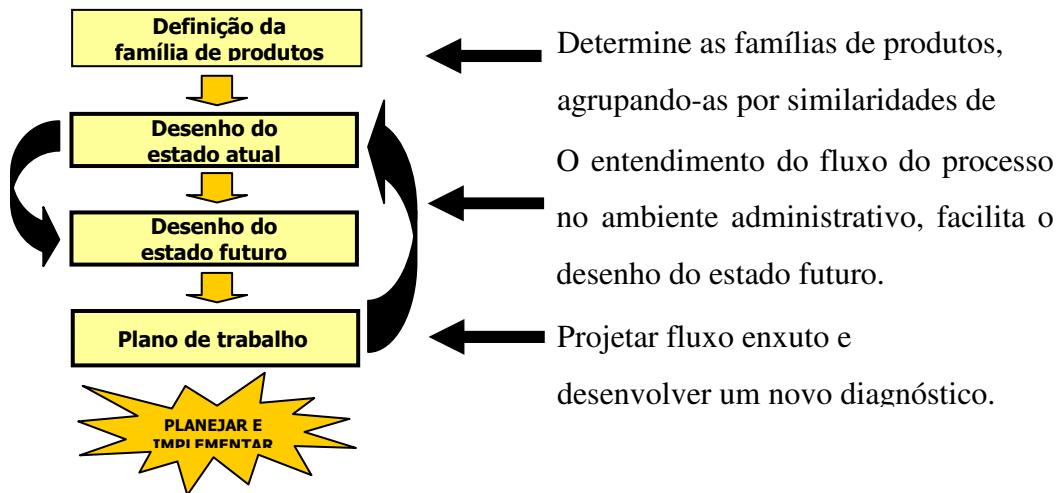 Definição da
família de produtos
Desenho do
estado atual
Desenho do
estado futuro
Plano de trabalho
PLANEJAR E
IMPLEMENTAR
Determine as famílias de produtos,
agrupando-as por similaridades de
O entendimento do fluxo do processo
no ambiente administrativo, facilita o
desenho do estado futuro.
Projetar fluxo enxuto e
desenvolver um novo diagnóstico.